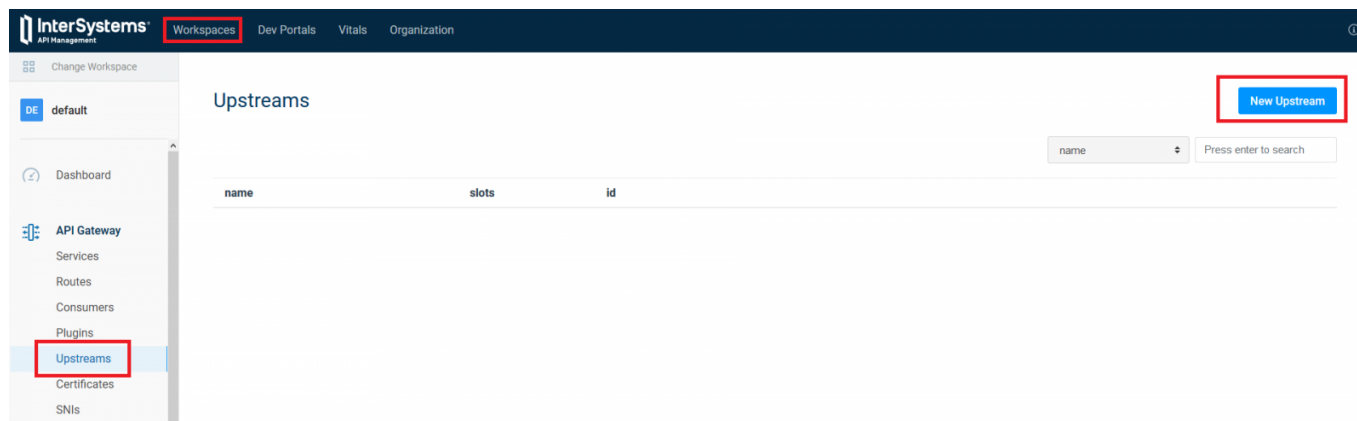 InterSystems
API Management
Workspaces Dev Portals Vitals Organization
Change Workspace
DE default
Upstreams
New Upstream
name Press enter to search
Dashboard
name slots id
API Gateway
Services
Routes
Consumers
Plugins
Upstreams
Certificates
SNIs